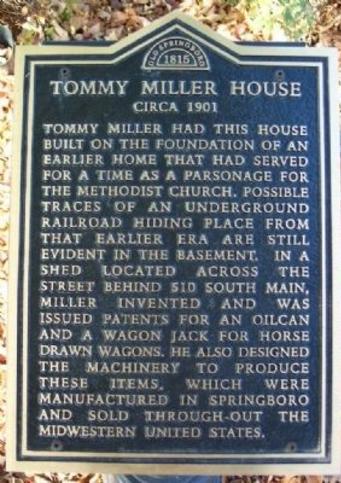 OLD SPRINGBORO
1815
TOMMY MILLER HOUSE
CIRCA 1901
TOMMY MILLER HAD THIS HOUSE
BUILT ON THE FOUNDATION OF AN
EARLIER HOME THAT HAD SERVED
FOR A TIME AS A PARSONAGE FOR
THE METHODIST CHURCH. POSSIBLE
TRACES OF AN UNDERGROUND
RAILROAD HIDING PLACE FROM
THAT EARLIER ERA ARE STILL
EVIDENT IN THE BASEMENT. IN A
SHED LOCATED ACROSS THE
STREET BEHIND 510 SOUTH MAIN,
MILLER INVENTED AND WAS
ISSUED PATENTS FOR AN OILCAN
AND A WAGON JACK FOR HORSE
DRAWN WAGONS. HE ALSO DESIGNED
THE MACHINERY TO PRODUCE
THESE ITEMS, WHICH WERE
MANUFACTURED IN SPRINGBORO
AND SOLD THROUGH-OUT THE
MIDWESTERN UNITED STATES.